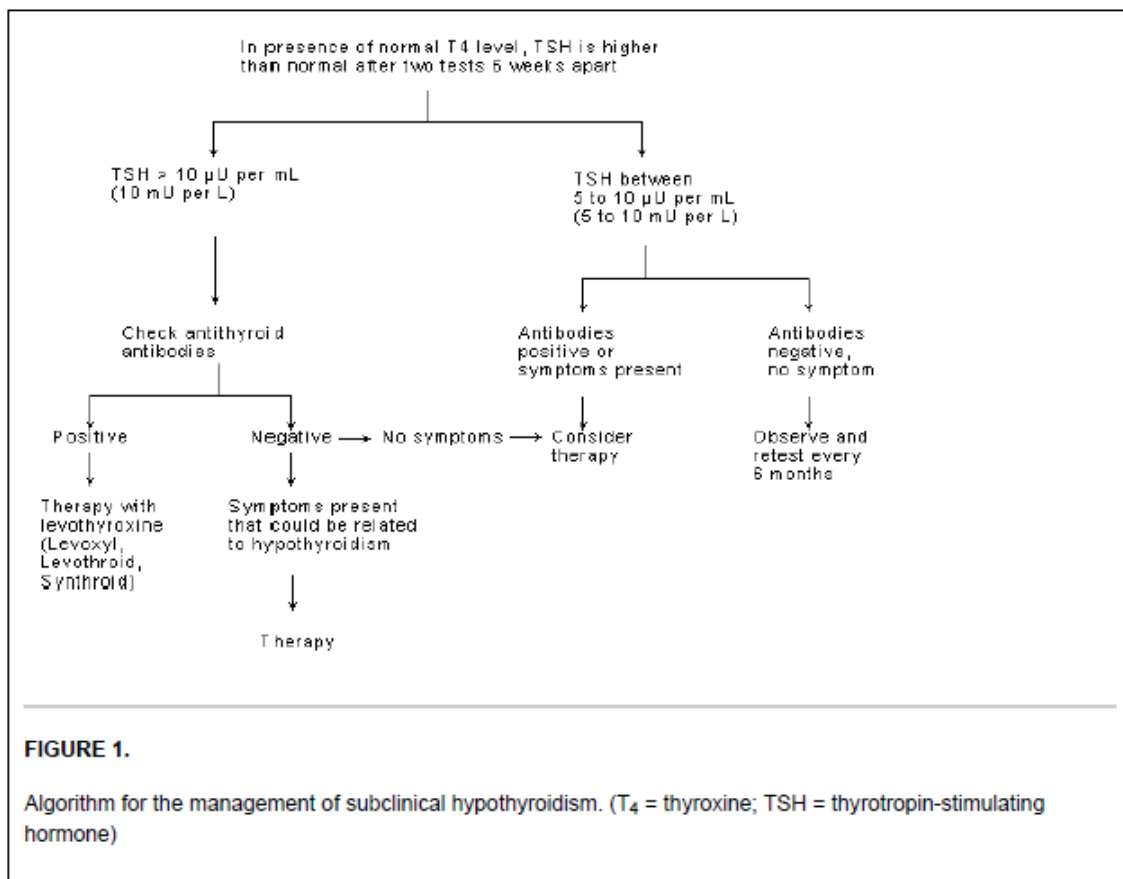 In presence of normal T4 level, TSH is higher
than normal after two tests 6 weeks apart
TSH > 10 µU per mL
(10 mU per L)
TSH between
5 to 10 µU per mL
(5 to 10 mU per L)
Check antithyroid
antibodies
Antibodies
positive or
symptoms present
Antibodies
negative,
no symptom
Positive
Negative
No symptoms
Consider
therapy
Observe and
retest every
6 months
Therapy with
levothyroxine
(Levoxyl,
Levothroid,
Synthroid)
Symptoms present
that could be related
to hypothyroidism
Therapy
FIGURE 1.
Algorithm for the management of subclinical hypothyroidism. (T4 = thyroxine; TSH = thyrotropin-stimulating
hormone)